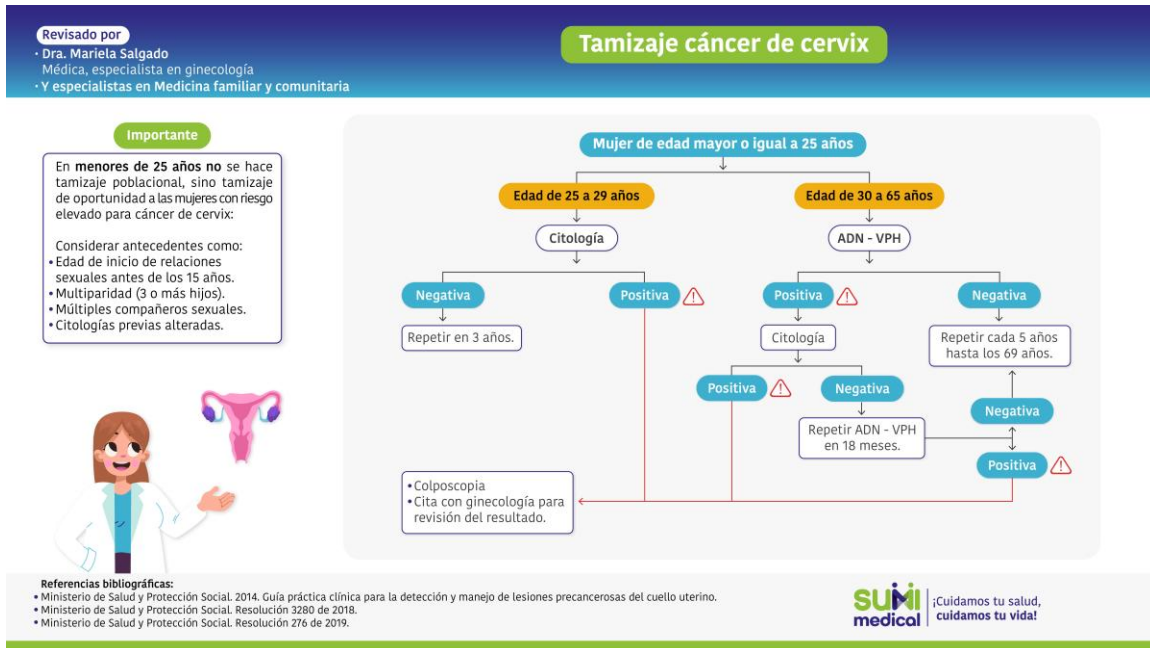 Revisado por
· Dra. Mariela Salgado
Médica, especialista en ginecología
· Y especialistas en Medicina familiar y comunitaria
Tamizaje cáncer de cervix
Importante
En menores de 25 años no se hace
tamizaje poblacional, sino tamizaje
de oportunidad a las mujeres con riesgo
elevado para cáncer de cervix:
Considerar antecedentes como:
• Edad de inicio de relaciones
sexuales antes de los 15 años.
• Multiparidad (3 o más hijos).
• Múltiples compañeros sexuales.
• Citologías previas alteradas.
Mujer de edad mayor o igual a 25 años
Edad de 25 a 29 años
Edad de 30 a 65 años
Citología
ADN - VPH
Negativa
Positiva
Positiva
Negativa
Repetir en 3 años.
Citología
Repetir cada 5 años
hasta los 69 años.
Positiva
Negativa
Negativa
Repetir ADN - VPH
en 18 meses.
Positiva
• Colposcopia
• Cita con ginecología para
revisión del resultado.
Referencias bibliográficas:
• Ministerio de Salud y Protección Social. 2014. Guía práctica clínica para la detección y manejo de lesiones precancerosas del cuello uterino.
• Ministerio de Salud y Protección Social. Resolución 3280 de 2018.
• Ministerio de Salud y Protección Social. Resolución 276 de 2019.
SUMI
medical
¡Cuidamos tu salud,
cuidamos tu vida!